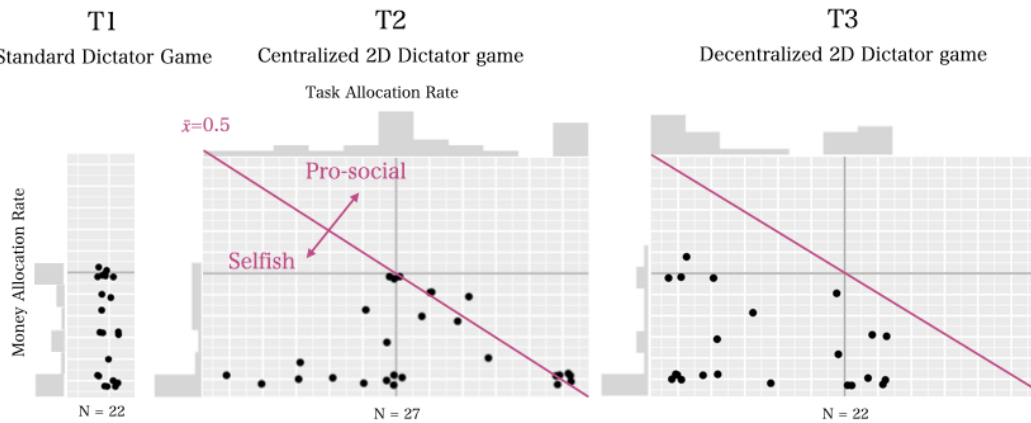 T1
Standard Dictator Game
T2
Centralized 2D Dictator game
T3
Decentralized 2D Dictator game
Task Allocation Rate
x̄=0.5
Pro-social
Selfish
Money Allocation Rate
N = 22
N = 27
N = 22